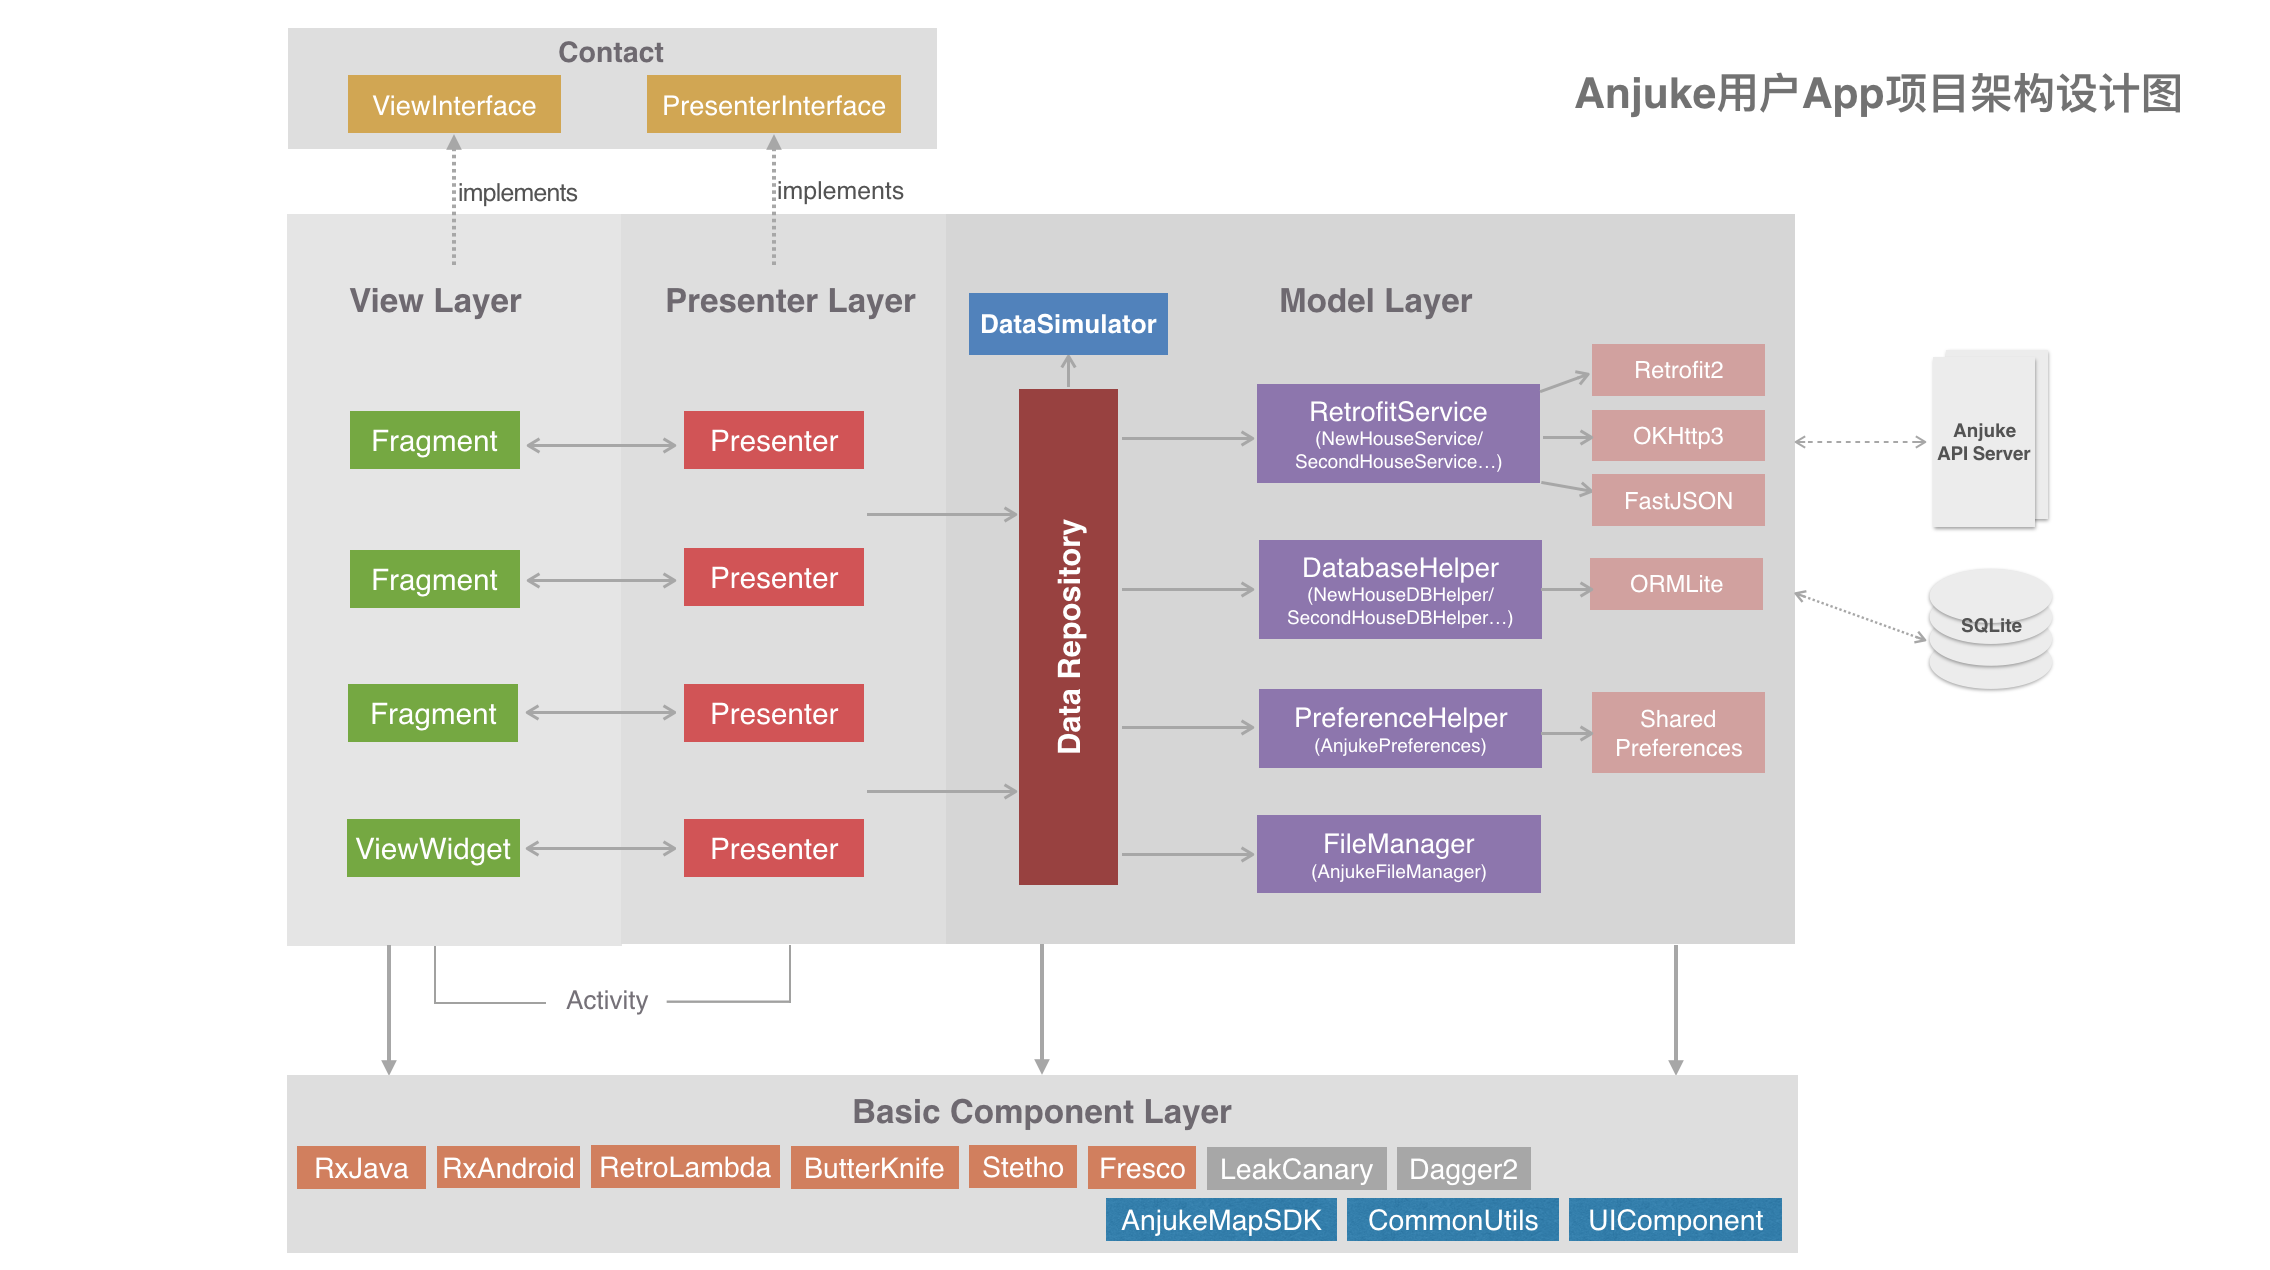 Contact
ViewInterface
PresenterInterface
Anjuke用户App项目架构设计图
implements
implements
View Layer
Presenter Layer
Model Layer
DataSimulator
Fragment
Fragment
Fragment
ViewWidget
Presenter
Presenter
Presenter
Presenter
Data Repository
RetrofitService
(NewHouseService/
SecondHouseService…)
DatabaseHelper
(NewHouseDBHelper/
SecondHouseDBHelper…)
PreferenceHelper
(AnjukePreferences)
FileManager
(AnjukeFileManager)
Retrofit2
OKHttp3
FastJSON
ORMLite
Shared
Preferences
Anjuke
API Server
SQLite
Activity
Basic Component Layer
RxJava
RxAndroid
RetroLambda
ButterKnife
Stetho
Fresco
LeakCanary
Dagger2
AnjukeMapSDK
CommonUtils
UIComponent